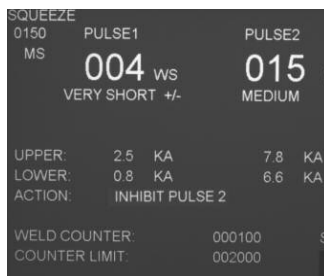 SQUEEZE
0150 PULSE1 PULSE2
MS 004 WS 015
VERY SHORT +/- MEDIUM
UPPER: 2.5 KA 7.8 KA
LOWER: 0.8 KA 6.6 KA
ACTION: INHIBIT PULSE 2
WELD COUNTER: 000100
COUNTER LIMIT: 002000